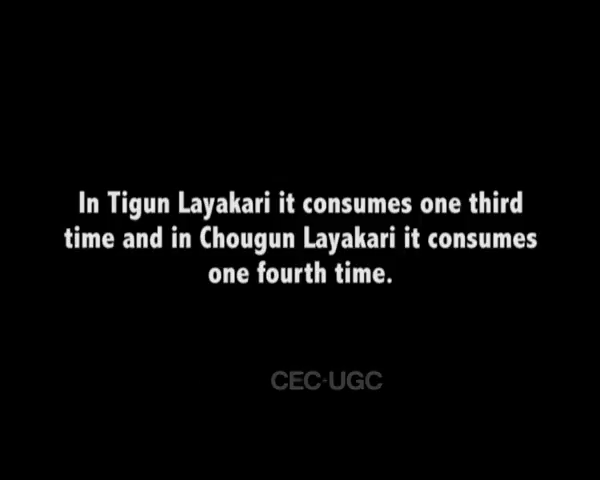 In Tigun Layakari it consumes one third
time and in Chougun Layakari it consumes
one fourth time.
CEC-UGC